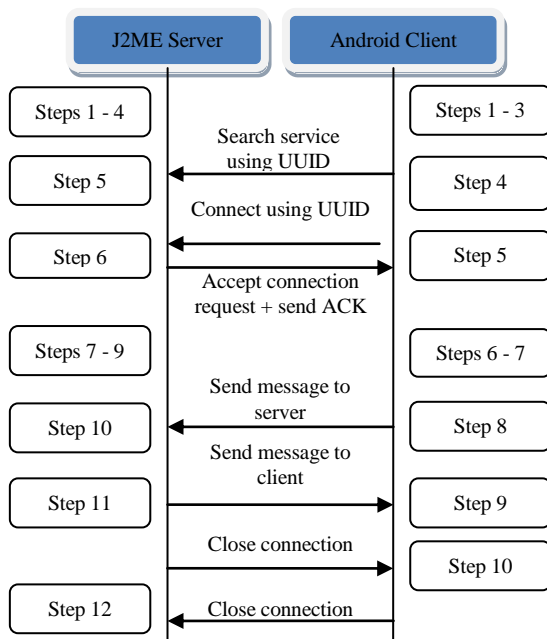 J2ME Server
Android Client
Steps 1 - 4
Steps 1 - 3
Search service
using UUID
Step 5
Step 4
Connect using UUID
Step 6
Step 5
Accept connection
request + send ACK
Steps 7 - 9
Steps 6 - 7
Send message to
server
Step 10
Step 8
Send message to
client
Step 11
Step 9
Close connection
Step 10
Step 12
Close connection